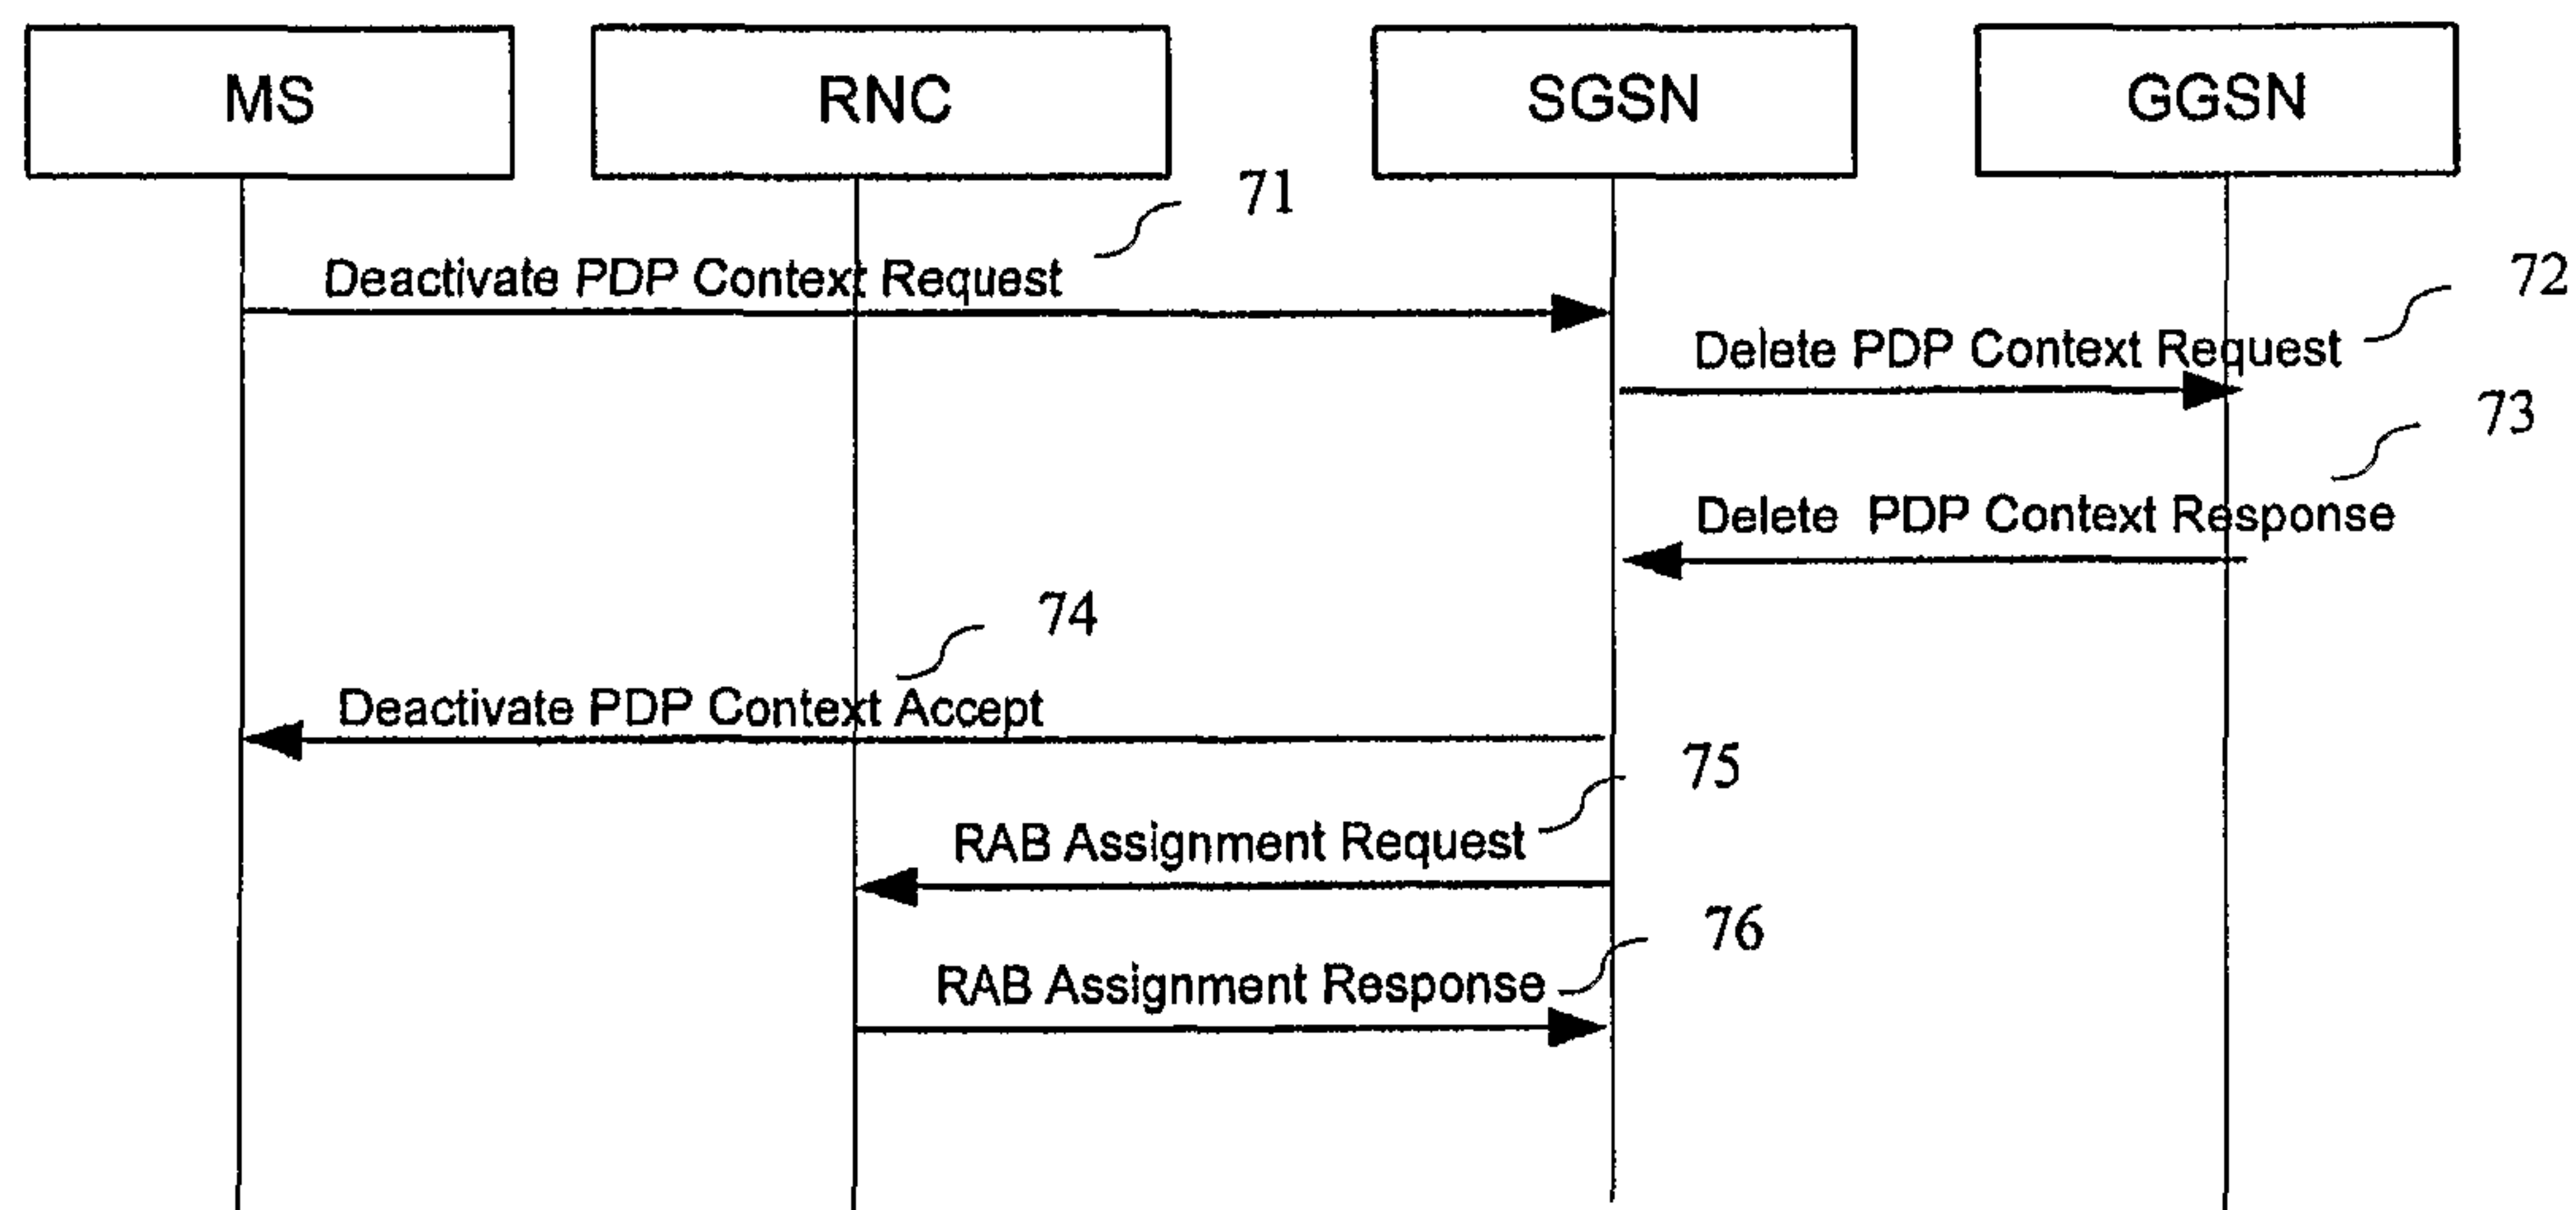 MS
RNC
SGSN
GGSN
71
Deactivate PDP Context Request
72
Delete PDP Context Request
73
Delete PDP Context Response
74
Deactivate PDP Context Accept
75
RAB Assignment Request
76
RAB Assignment Response